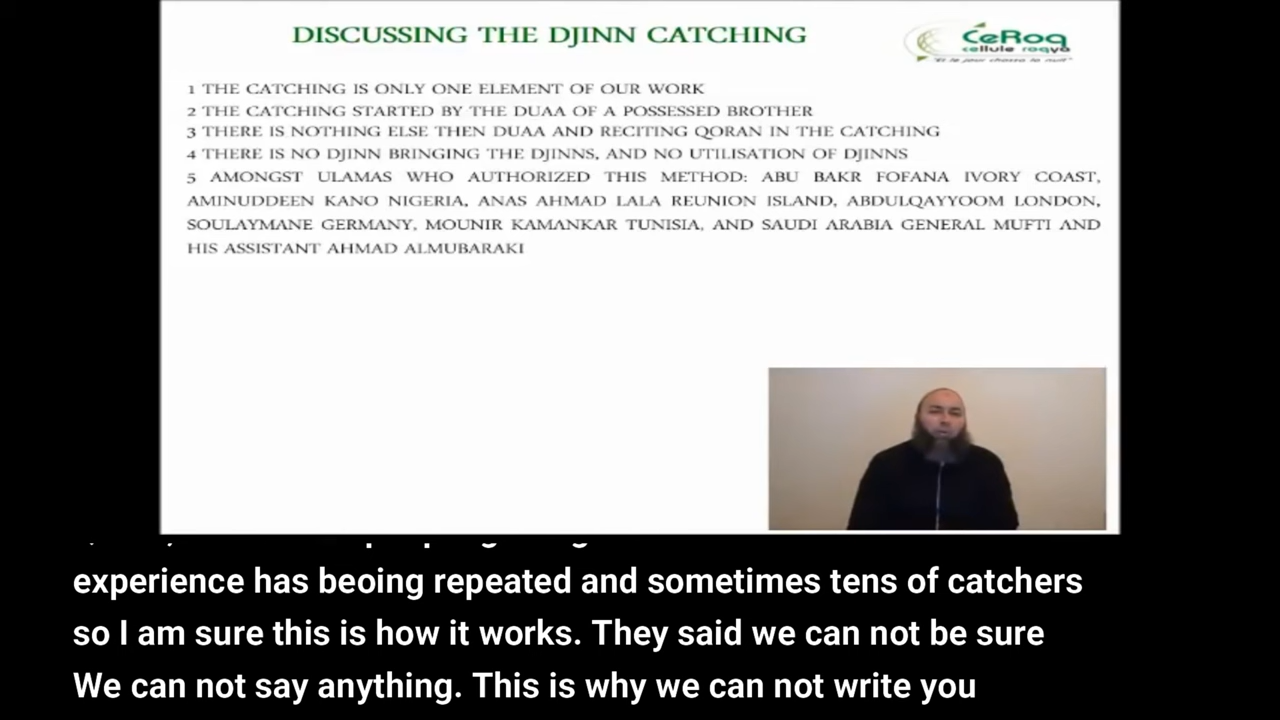 DISCUSSING THE DJINN CATCHING
CeRoq
cellule roqya
"Et le jour chassa la nuit"
1 THE CATCHING IS ONLY ONE ELEMENT OF OUR WORK
2 THE CATCHING STARTED BY THE DUAA OF A POSSESSED BROTHER
3 THERE IS NOTHING ELSE THEN DUAA AND RECITING QORAN IN THE CATCHING
4 THERE IS NO DJINN BRINGING THE DJINNS, AND NO UTILISATION OF DJINNS
5 AMONGST ULAMAS WHO AUTHORIZED THIS METHOD: ABU BAKR FOFANA IVORY COAST,
AMINUDDEEN KANO NIGERIA, ANAS AHMAD LALA REUNION ISLAND, ABDULQAYYOOM LONDON,
SOULAYMANE GERMANY, MOUNIR KAMANKAR TUNISIA, AND SAUDI ARABIA GENERAL MUFTI AND
HIS ASSISTANT AHMAD ALMUBARAKI
experience has beoing repeated and sometimes tens of catchers
so I am sure this is how it works. They said we can not be sure
We can not say anything. This is why we can not write you